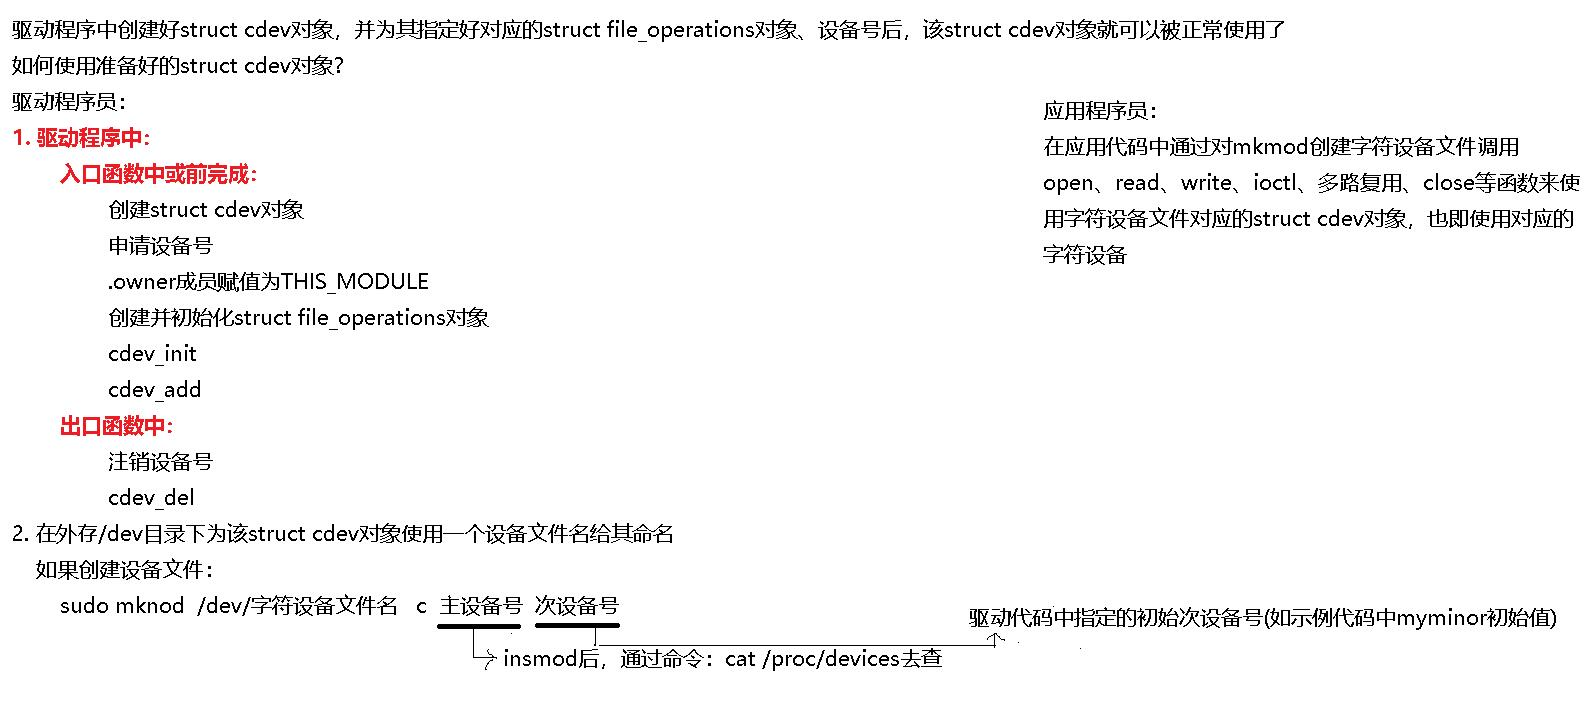 驱动程序中创建好struct cdev对象，并为其指定好对应的struct file_operations对象、设备号后，该struct cdev对象就可以被正常使用了
如何使用准备好的struct cdev对象?
驱动程序员：
1. 驱动程序中：
入口函数中或前完成：
创建struct cdev对象
申请设备号
.owner成员赋值为THIS_MODULE
创建并初始化struct file_operations对象
cdev_init
cdev_add
出口函数中：
注销设备号
cdev_del
2. 在外存/dev目录下为该struct cdev对象使用一个设备文件名给其命名
如果创建设备文件：
sudo mknod /dev/字符设备文件名 c 主设备号 次设备号
insmod后，通过命令：cat /proc/devices去查
驱动代码中指定的初始次设备号(如示例代码中myminor初始值)
应用程序员：
在应用代码中通过对mkmod创建字符设备文件调用
open、read、write、ioctl、多路复用、close等函数来使
用字符设备文件对应的struct cdev对象，也即使用对应的
字符设备